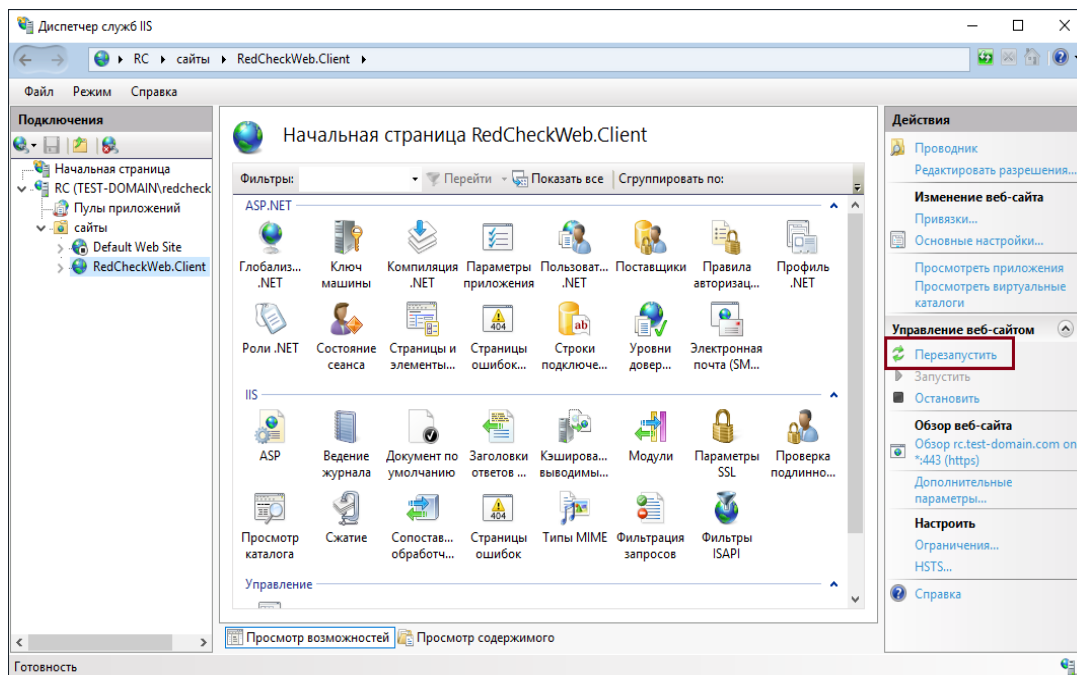 Диспетчер служб IIS
RC сайты RedCheckWeb.Client
Файл Режим Справка
Подключения
Начальная страница
RC (TEST-DOMAIN\redcheck
Пулы приложений
сайты
Default Web Site
RedCheckWeb.Client
Начальная страница RedCheckWeb.Client
Фильтры: Перейти Показать все Сгруппировать по:
ASP.NET
Глобализ... Ключ Компиляция Параметры Пользоват... Поставщики Правила Профиль
.NET машины .NET приложения .NET авторизац... .NET
404
ab
Роли .NET Состояние Страницы и Страницы Строки Уровни Электронная
сеанса элементы... ошибок... подключе... довер... почта (SM...
IIS
ASP Ведение Документ по Заголовки Кэширова... Модули Параметры Проверка
журнала умолчанию ответов ... выводимы... SSL подлинно...
404
Просмотр Сжатие Сопостав... Страницы Типы MIME Фильтрация Фильтры
каталога обработч... ошибок запросов ISAPI
Управление
Просмотр возможностей Просмотр содержимого
Готовность
Действия
Проводник
Редактировать разрешения...
Изменение веб-сайта
Привязки...
Основные настройки...
Просмотреть приложения
Просмотреть виртуальные
каталоги
Управление веб-сайтом
Перезапустить
Запустить
Остановить
Обзор веб-сайта
Обзор rc.test-domain.com on
*:443 (https)
Дополнительные
параметры...
Настроить
Ограничения...
HSTS...
Справка